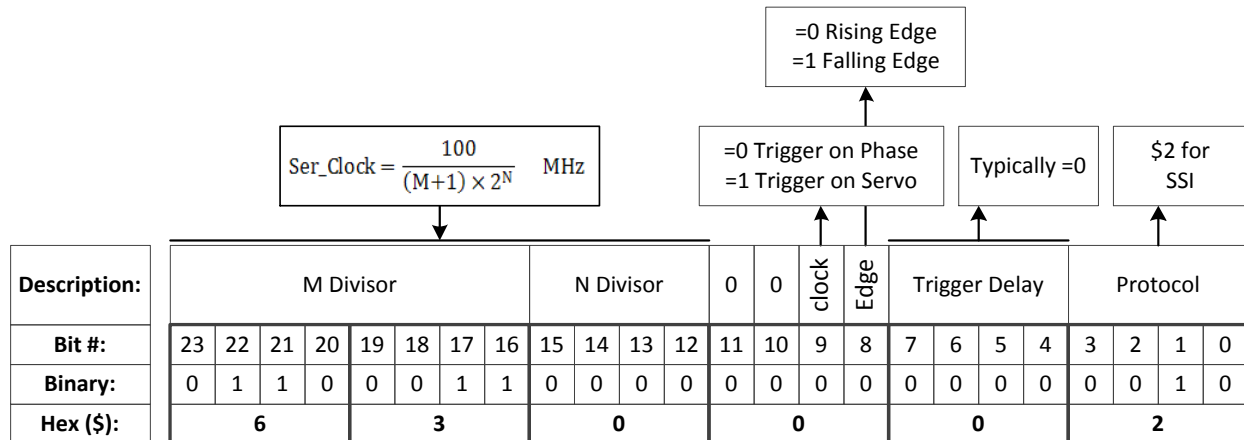 =0 Rising Edge
=1 Falling Edge
Ser_Clock = 100 / ((M+1) × 2^N) MHz
=0 Trigger on Phase
=1 Trigger on Servo
Typically =0
$2 for
SSI
Description: M Divisor N Divisor 0 0 clock Edge Trigger Delay Protocol
Bit #: 23 22 21 20 19 18 17 16 15 14 13 12 11 10 9 8 7 6 5 4 3 2 1 0
Binary: 0 1 1 0 0 0 1 1 0 0 0 0 0 0 0 0 0 0 0 0 0 0 1 0
Hex ($): 6 3 0 0 0 2